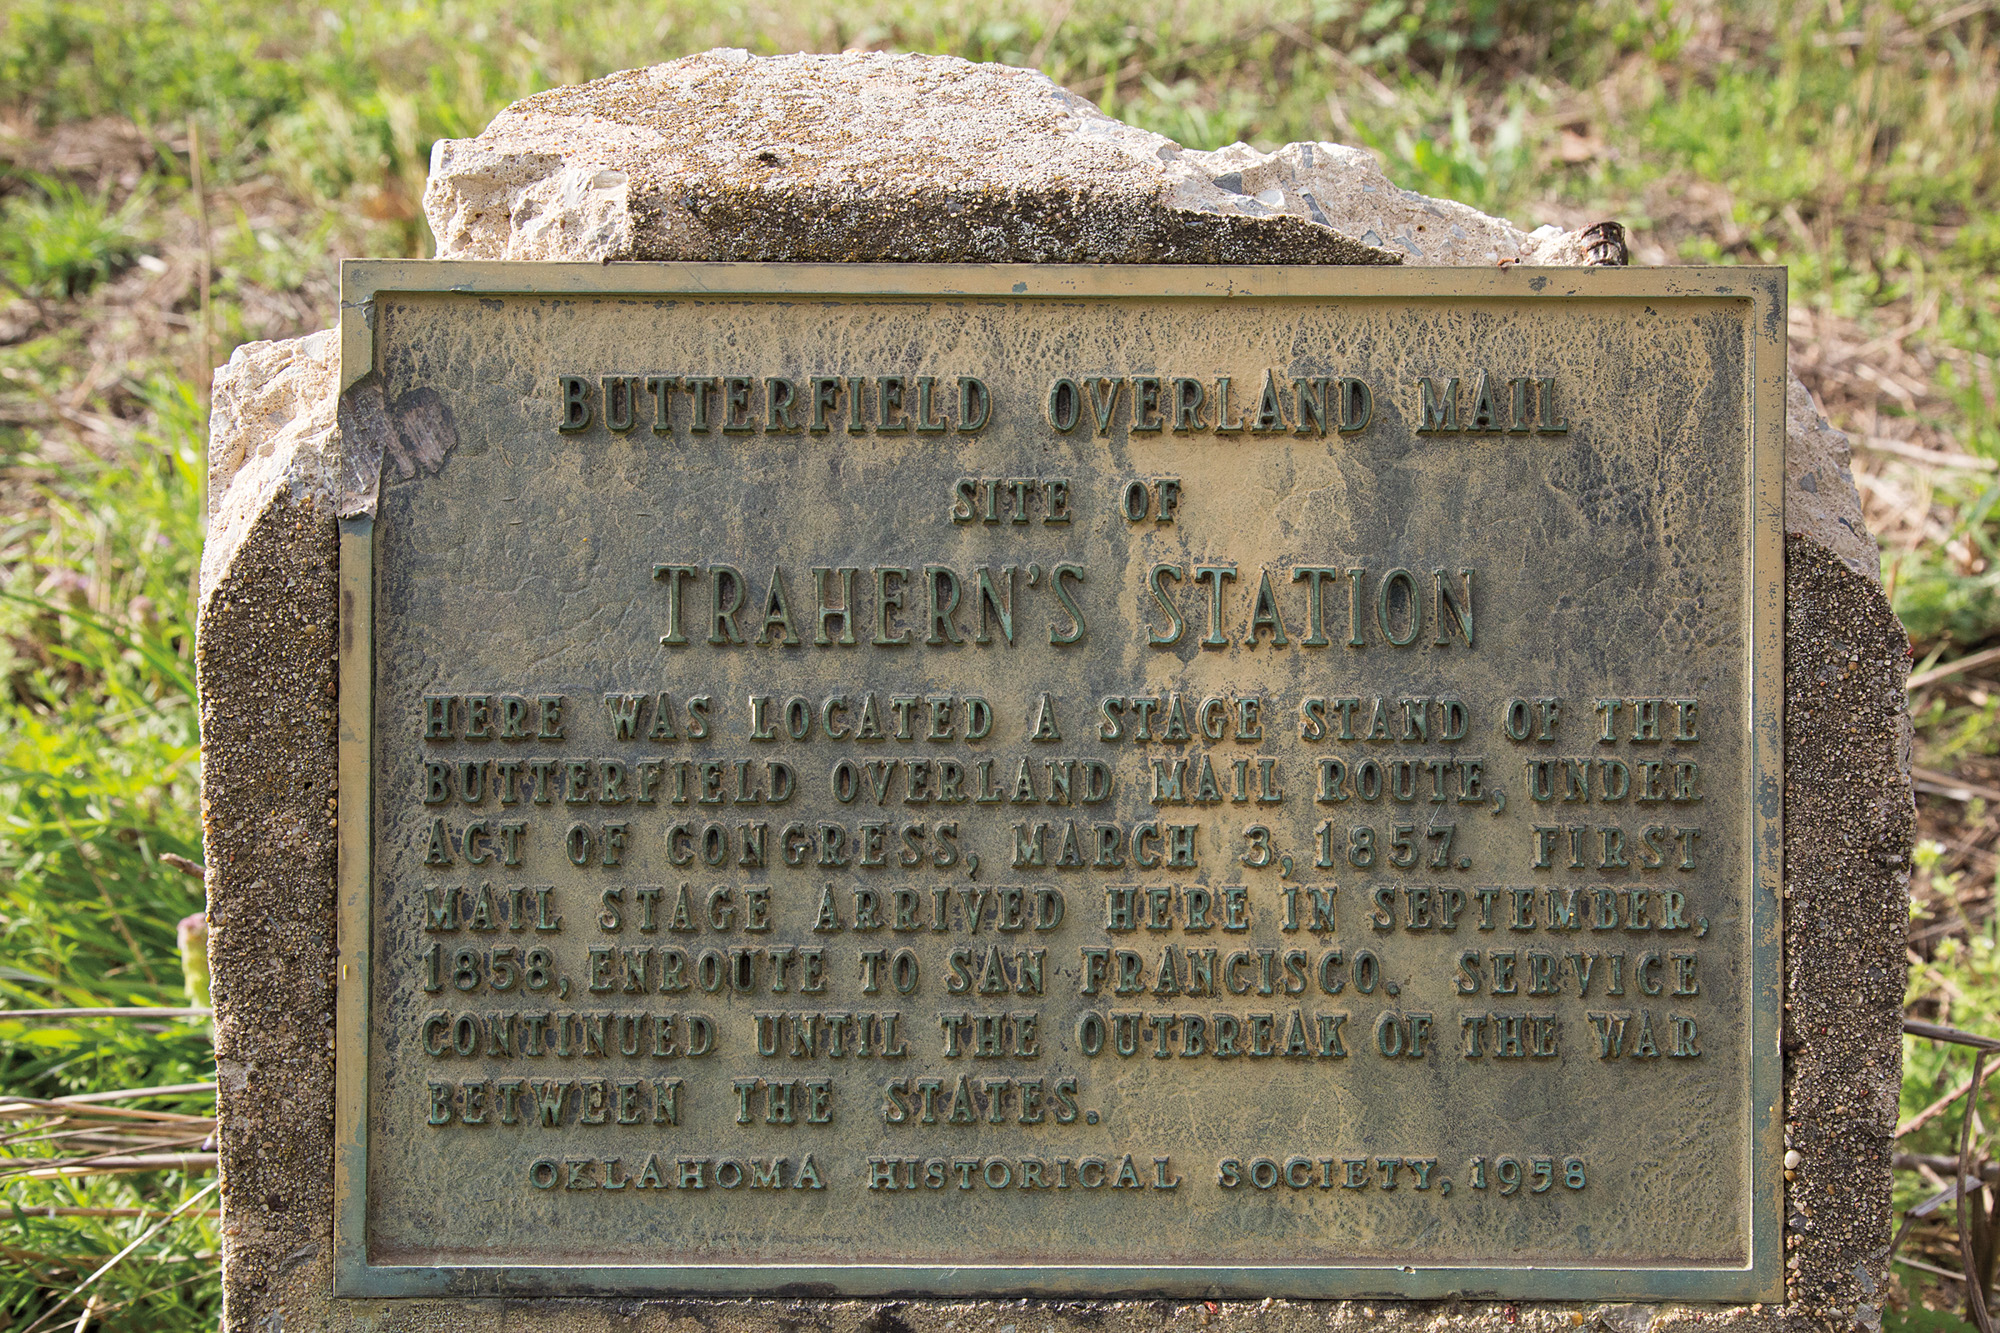 BUTTERFIELD OVERLAND MAIL
SITE OF
TRAHERN'S STATION
HERE WAS LOCATED A STAGE STAND OF THE
BUTTERFIELD OVERLAND MAIL ROUTE, UNDER
ACT OF CONGRESS, MARCH 3, 1857. FIRST
MAIL STAGE ARRIVED HERE IN SEPTEMBER,
1858, ENROUTE TO SAN FRANCISCO. SERVICE
CONTINUED UNTIL THE OUTBREAK OF THE WAR
BETWEEN THE STATES.
OKLAHOMA HISTORICAL SOCIETY, 1958